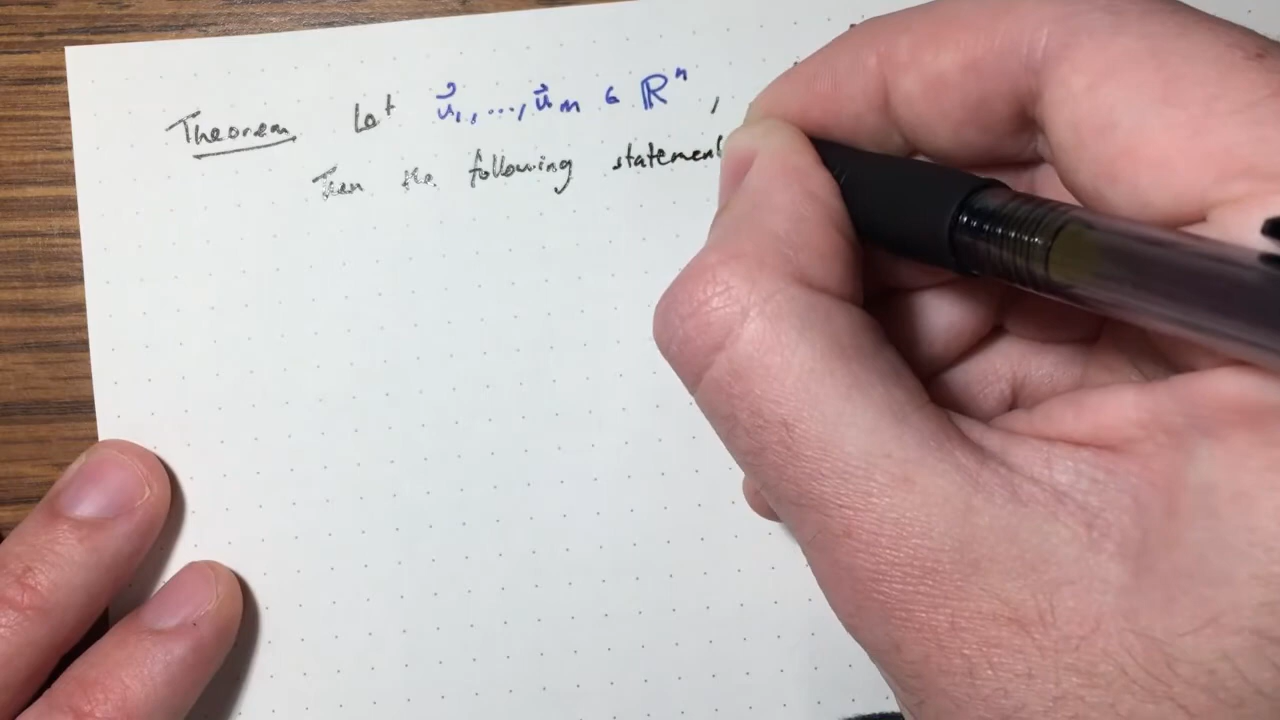 Theorem Let v⃗₁, ..., v⃗ₘ ∈ ℝⁿ,
Then the following statement